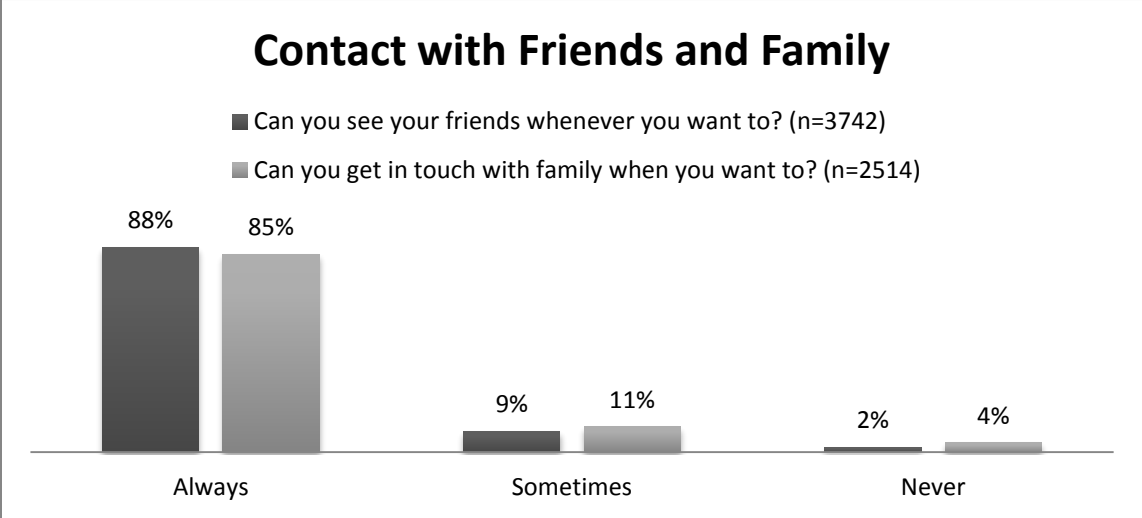 Contact with Friends and Family
Can you see your friends whenever you want to? (n=3742)
Can you get in touch with family when you want to? (n=2514)
88% 85%
9% 11%
2% 4%
Always Sometimes Never